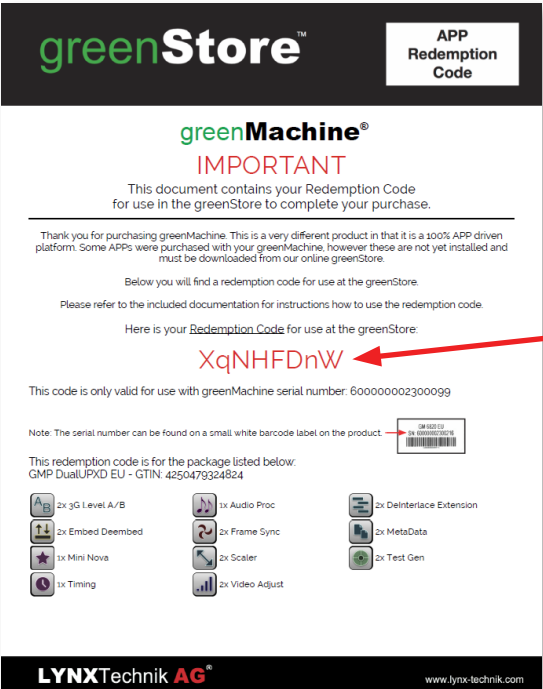 greenStore™
APP
Redemption
Code
greenMachine®
IMPORTANT
This document contains your Redemption Code
for use in the greenStore to complete your purchase.
Thank you for purchasing greenMachine. This is a very different product in that it is a 100% APP driven
platform. Some APPs were purchased with your greenMachine, however these are not yet installed and
must be downloaded from our online greenStore.
Below you will find a redemption code for use at the greenStore.
Please refer to the included documentation for instructions how to use the redemption code.
Here is your Redemption Code for use at the greenStore:
XqNHFDnW
This code is only valid for use with greenMachine serial number: 600000002300099
Note: The serial number can be found on a small white barcode label on the product.
GM 6820 EU
This redemption code is for the package listed below:
GMP DualUPXD EU - GTIN: 4250479324824
AB 2x 3G Level A/B
1x Audio Proc
2x DeInterlace Extension
2x Embed Deembed
2x Frame Sync
2x MetaData
1x Mini Nova
2x Scaler
2x Test Gen
1x Timing
2x Video Adjust
LYNXTechnik AG®
www.lynx-technik.com